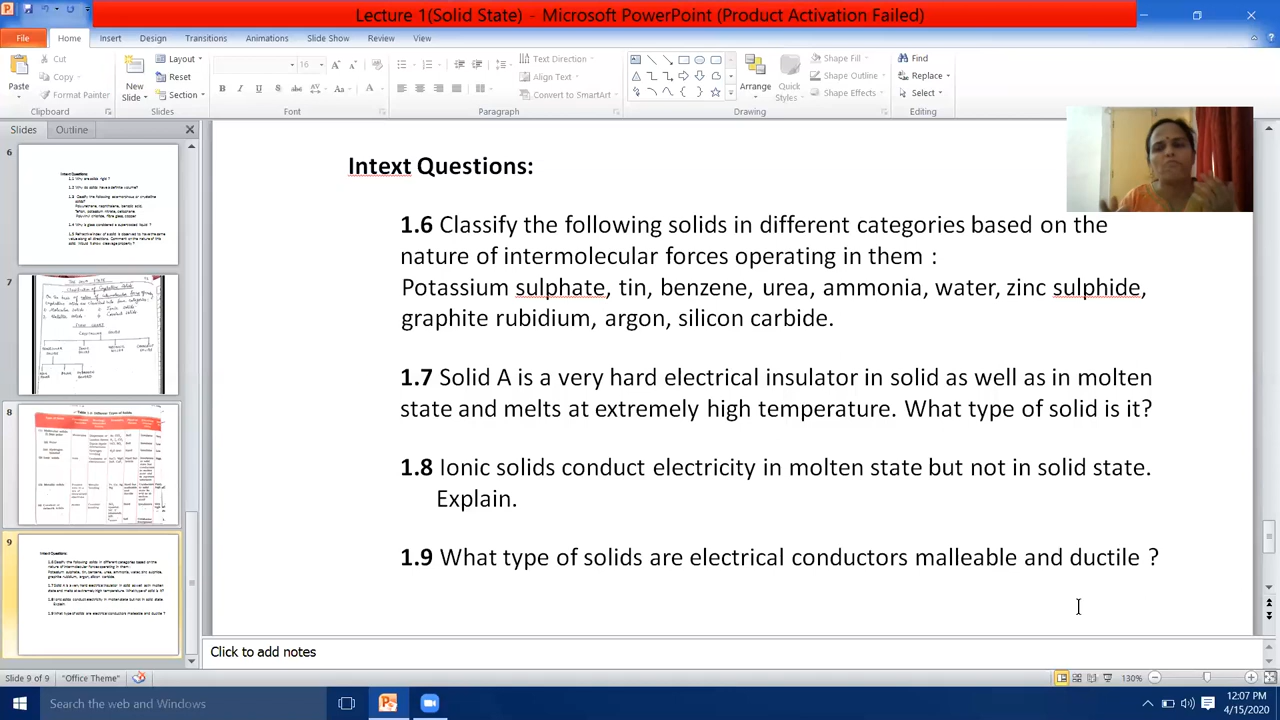 Lecture 1(Solid State) - Microsoft PowerPoint (Product Activation Failed)
File Home Insert Design Transitions Animations Slide Show Review View
Cut
Copy
Format Painter
Paste
Clipboard
New Slide
Layout
Reset
Section
Slides
16
Font
Text Direction
Align Text
Convert to SmartArt
Paragraph
Arrange
Quick Styles
Shape Fill
Shape Outline
Shape Effects
Drawing
Find
Replace
Select
Editing
Slides Outline
6
7
8
9
Intext Questions:
1.6 Classify the following solids in different categories based on the
nature of intermolecular forces operating in them :
Potassium sulphate, tin, benzene, urea, ammonia, water, zinc sulphide,
graphite rubidium, argon, silicon carbide.
1.7 Solid A is a very hard electrical insulator in solid as well as in molten
state and melts at extremely high temperature. What type of solid is it?
1.8 Ionic solids conduct electricity in molten state but not in solid state.
Explain.
1.9 What type of solids are electrical conductors malleable and ductile ?
Click to add notes
Slide 9 of 9 "Office Theme" 130%
Search the web and Windows
12:07 PM
4/15/2020